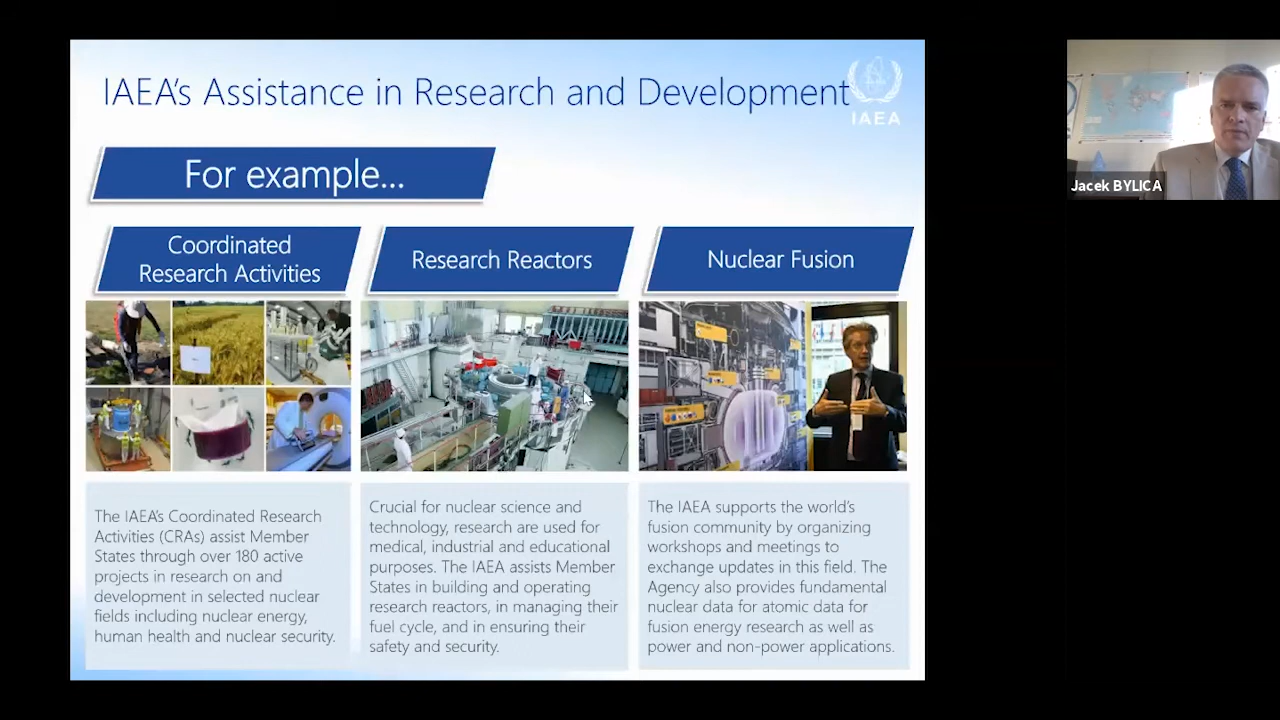 IAEA's Assistance in Research and Development
IAEA
Jacek BYLICA
For example...
Coordinated
Research Activities
Research Reactors
Nuclear Fusion
The IAEA's Coordinated Research
Activities (CRAs) assist Member
States through over 180 active
projects in research on and
development in selected nuclear
fields including nuclear energy,
human health and nuclear security.
Crucial for nuclear science and
technology, research are used for
medical, industrial and educational
purposes. The IAEA assists Member
States in building and operating
research reactors, in managing their
fuel cycle, and in ensuring their
safety and security.
The IAEA supports the world's
fusion community by organizing
workshops and meetings to
exchange updates in this field. The
Agency also provides fundamental
nuclear data for atomic data for
fusion energy research as well as
power and non-power applications.